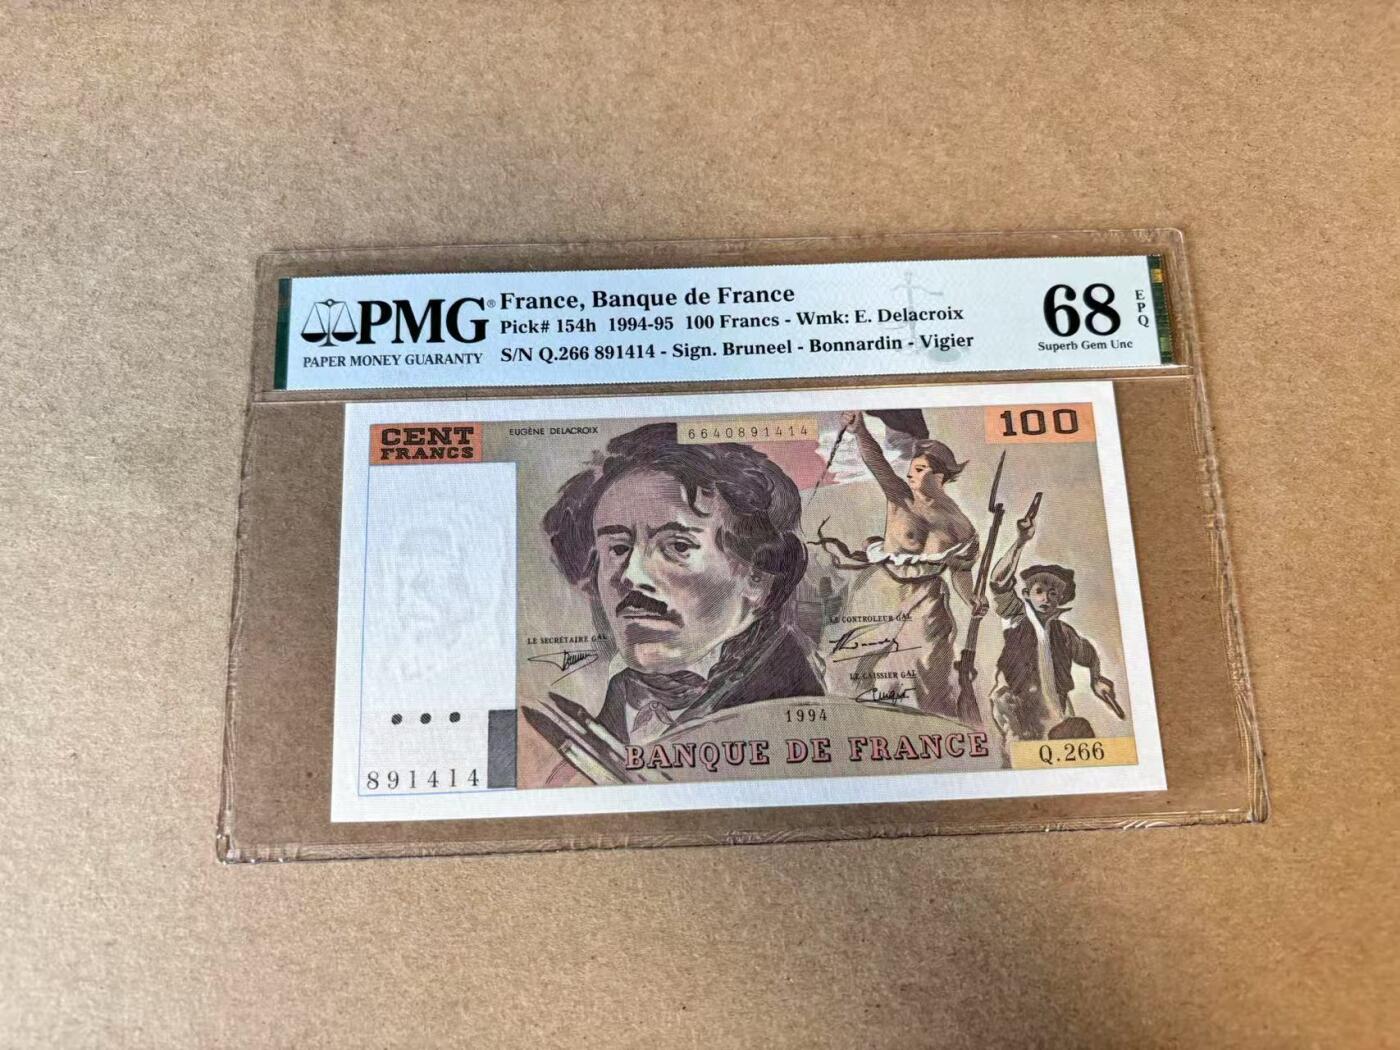 PMG®
PAPER MONEY GUARANTY
France, Banque de France
Pick# 154h 1994-95 100 Francs - Wmk: E. Delacroix
S/N Q.266 891414 - Sign. Bruneel - Bonnardin - Vigier
68
EPQ
Superb Gem Unc
CENT
FRANCS
EUGÈNE DELACROIX
6640891414
100
LE SECRÉTAIRE GAL
LE CONTROLEUR GAL
LE CAISSIER GAL
1994
BANQUE DE FRANCE
Q.266
891414